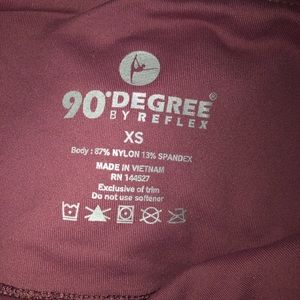 90°DEGREE®
BY REFLEX
XS
Body : 87% NYLON 13% SPANDEX
MADE IN VIETNAM
RN 144527
Exclusive of trim
Do not use softener